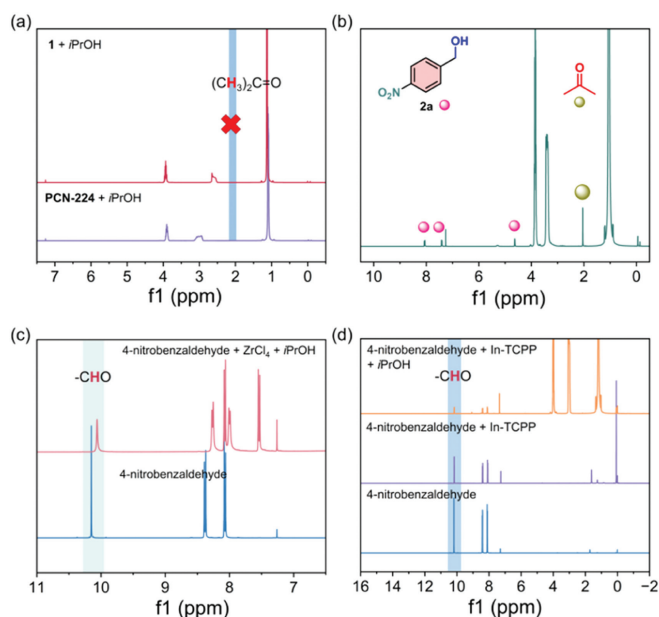 (a)
1 + iPrOH
(CH3)2C=O
PCN-224 + iPrOH
7 6 5 4 3 2 1 0
f1 (ppm)
(b)
OH
O2N
2a
O
10 8 6 4 2 0
f1 (ppm)
(c)
4-nitrobenzaldehyde + ZrCl4 + iPrOH
-CHO
4-nitrobenzaldehyde
11 10 9 8 7
f1 (ppm)
(d)
4-nitrobenzaldehyde + In-TCPP
+ iPrOH
-CHO
4-nitrobenzaldehyde + In-TCPP
4-nitrobenzaldehyde
16 14 12 10 8 6 4 2 0 −2
f1 (ppm)